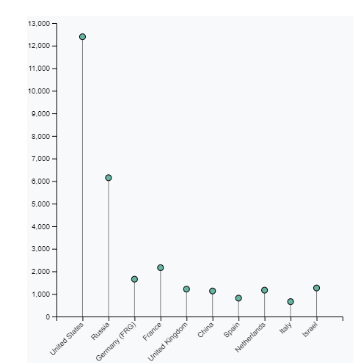 13,000
12,000
11,000
10,000
9,000
8,000
7,000
6,000
5,000
4,000
3,000
2,000
1,000
0
United States
Russia
Germany (FRG)
France
United Kingdom
China
Spain
Netherlands
Italy
Israel